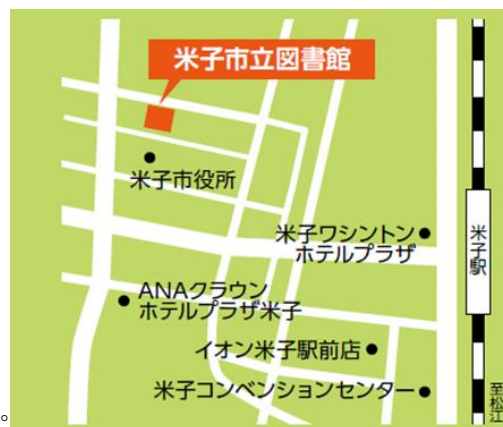 米子市立図書館
米子市役所
米子ワシントン
ホテルプラザ
米子駅
ANAクラウン
ホテルプラザ米子
イオン米子駅前店
米子コンベンションセンター
至松江